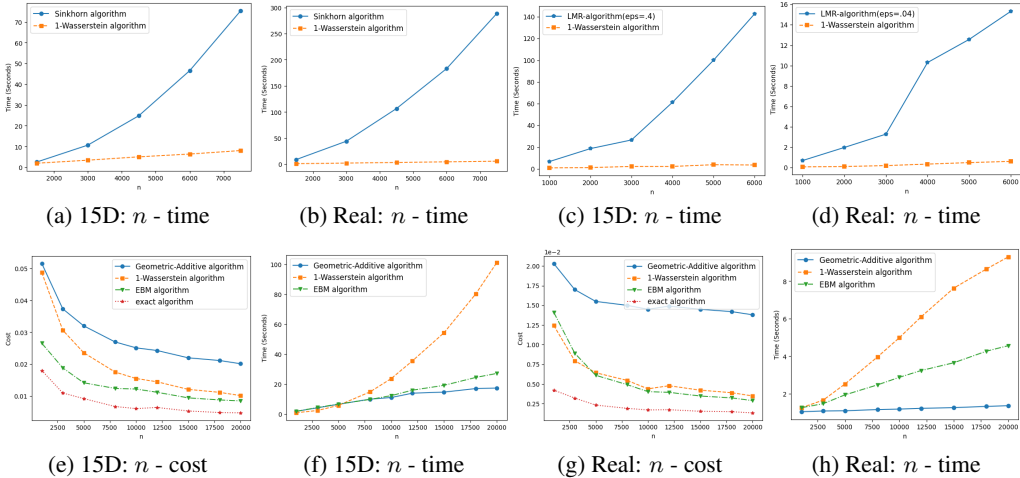 Sinkhorn algorithm
1-Wasserstein algorithm
Time (Seconds)
70
60
50
40
30
20
10
0
2000 3000 4000 5000 6000 7000
n
(a) 15D: n - time
Sinkhorn algorithm
1-Wasserstein algorithm
Time (Seconds)
300
250
200
150
100
50
0
2000 3000 4000 5000 6000 7000
n
(b) Real: n - time
LMR-algorithm(eps=.4)
1-Wasserstein algorithm
Time (Seconds)
140
120
100
80
60
40
20
0
1000 2000 3000 4000 5000 6000
n
(c) 15D: n - time
LMR-algorithm(eps=.04)
1-Wasserstein algorithm
Time (Seconds)
16
14
12
10
8
6
4
2
0
1000 2000 3000 4000 5000 6000
n
(d) Real: n - time
Geometric-Additive algorithm
1-Wasserstein algorithm
EBM algorithm
exact algorithm
Cost
0.05
0.04
0.03
0.02
0.01
2500 5000 7500 10000 12500 15000 17500 20000
n
(e) 15D: n - cost
Geometric-Additive algorithm
1-Wasserstein algorithm
EBM algorithm
Time (Seconds)
100
80
60
40
20
0
2500 5000 7500 10000 12500 15000 17500 20000
n
(f) 15D: n - time
1e-2
Geometric-Additive algorithm
1-Wasserstein algorithm
EBM algorithm
exact algorithm
Cost
2.00
1.75
1.50
1.25
1.00
0.75
0.50
0.25
2500 5000 7500 10000 12500 15000 17500 20000
n
(g) Real: n - cost
Geometric-Additive algorithm
1-Wasserstein algorithm
EBM algorithm
Time (Seconds)
8
6
4
2
2500 5000 7500 10000 12500 15000 17500 20000
n
(h) Real: n - time